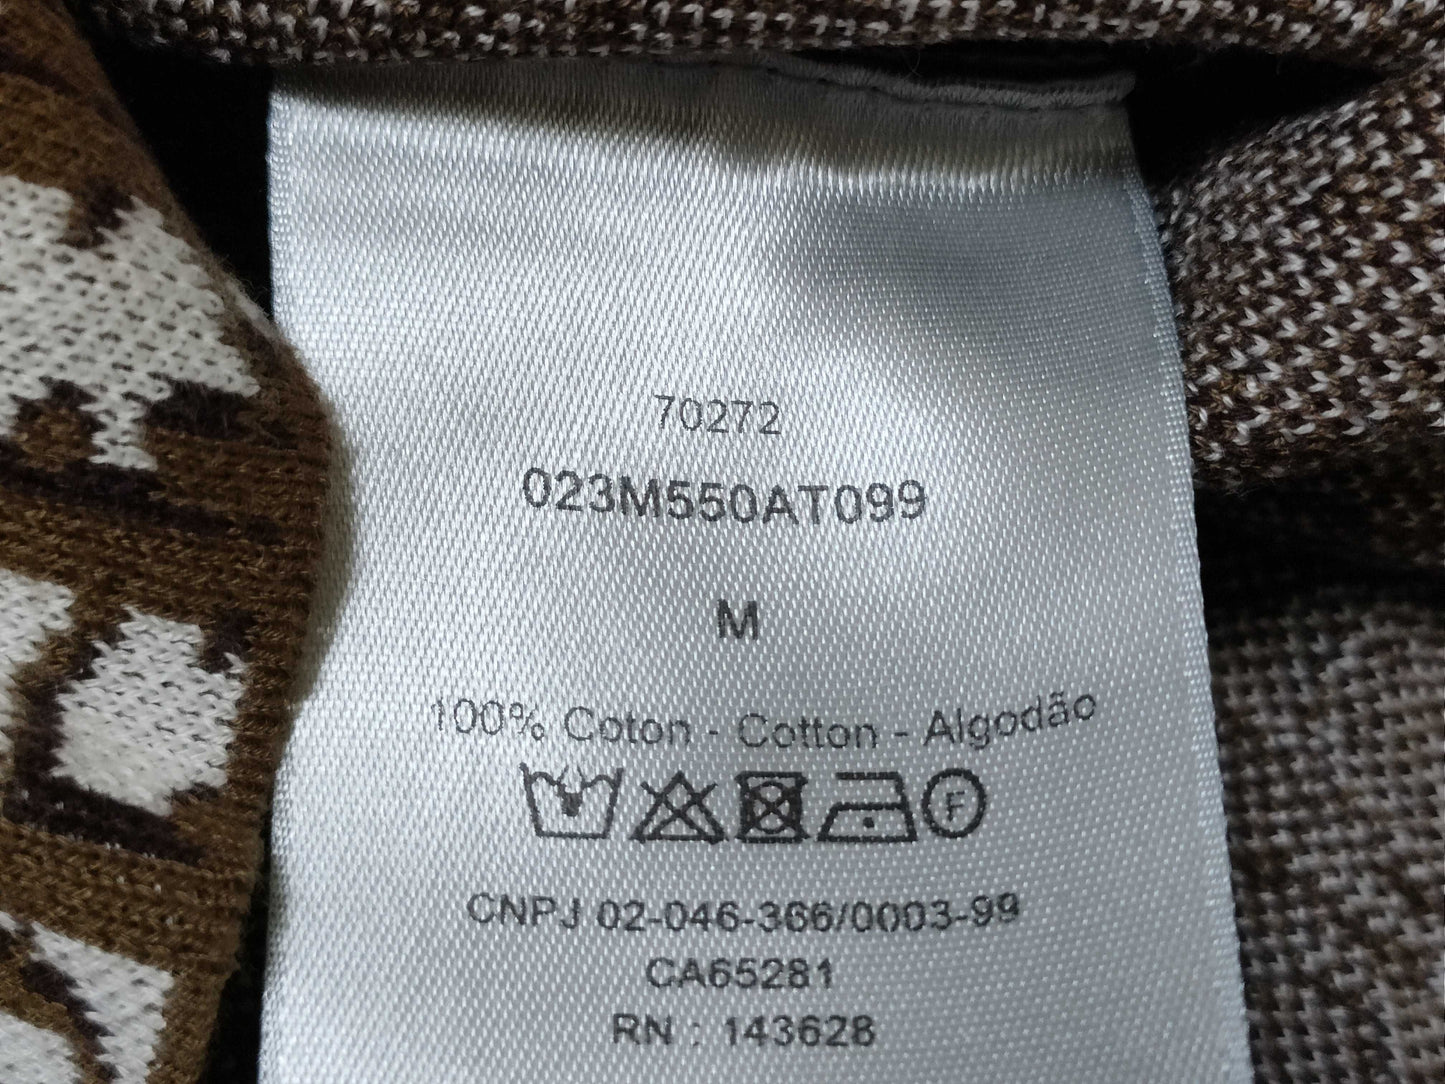 70272
023M550AT099
M
100% Coton - Cotton - Algodão
F
CNPJ 02-046-366/0003-99
CA65281
RN : 143628